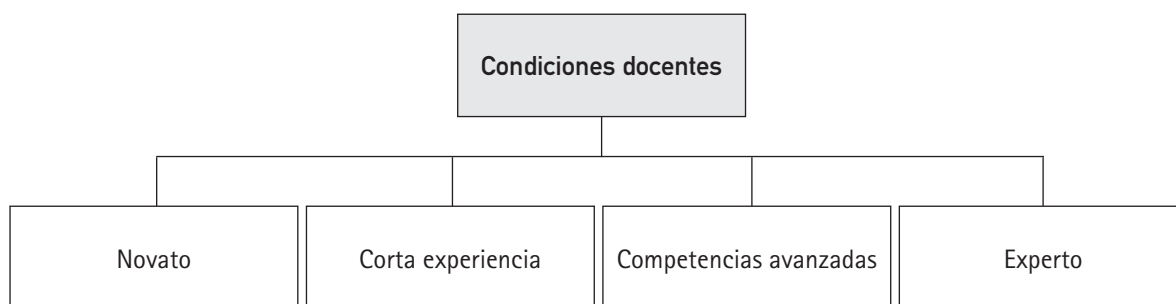 Condiciones docentes
Novato
Corta experiencia
Competencias avanzadas
Experto